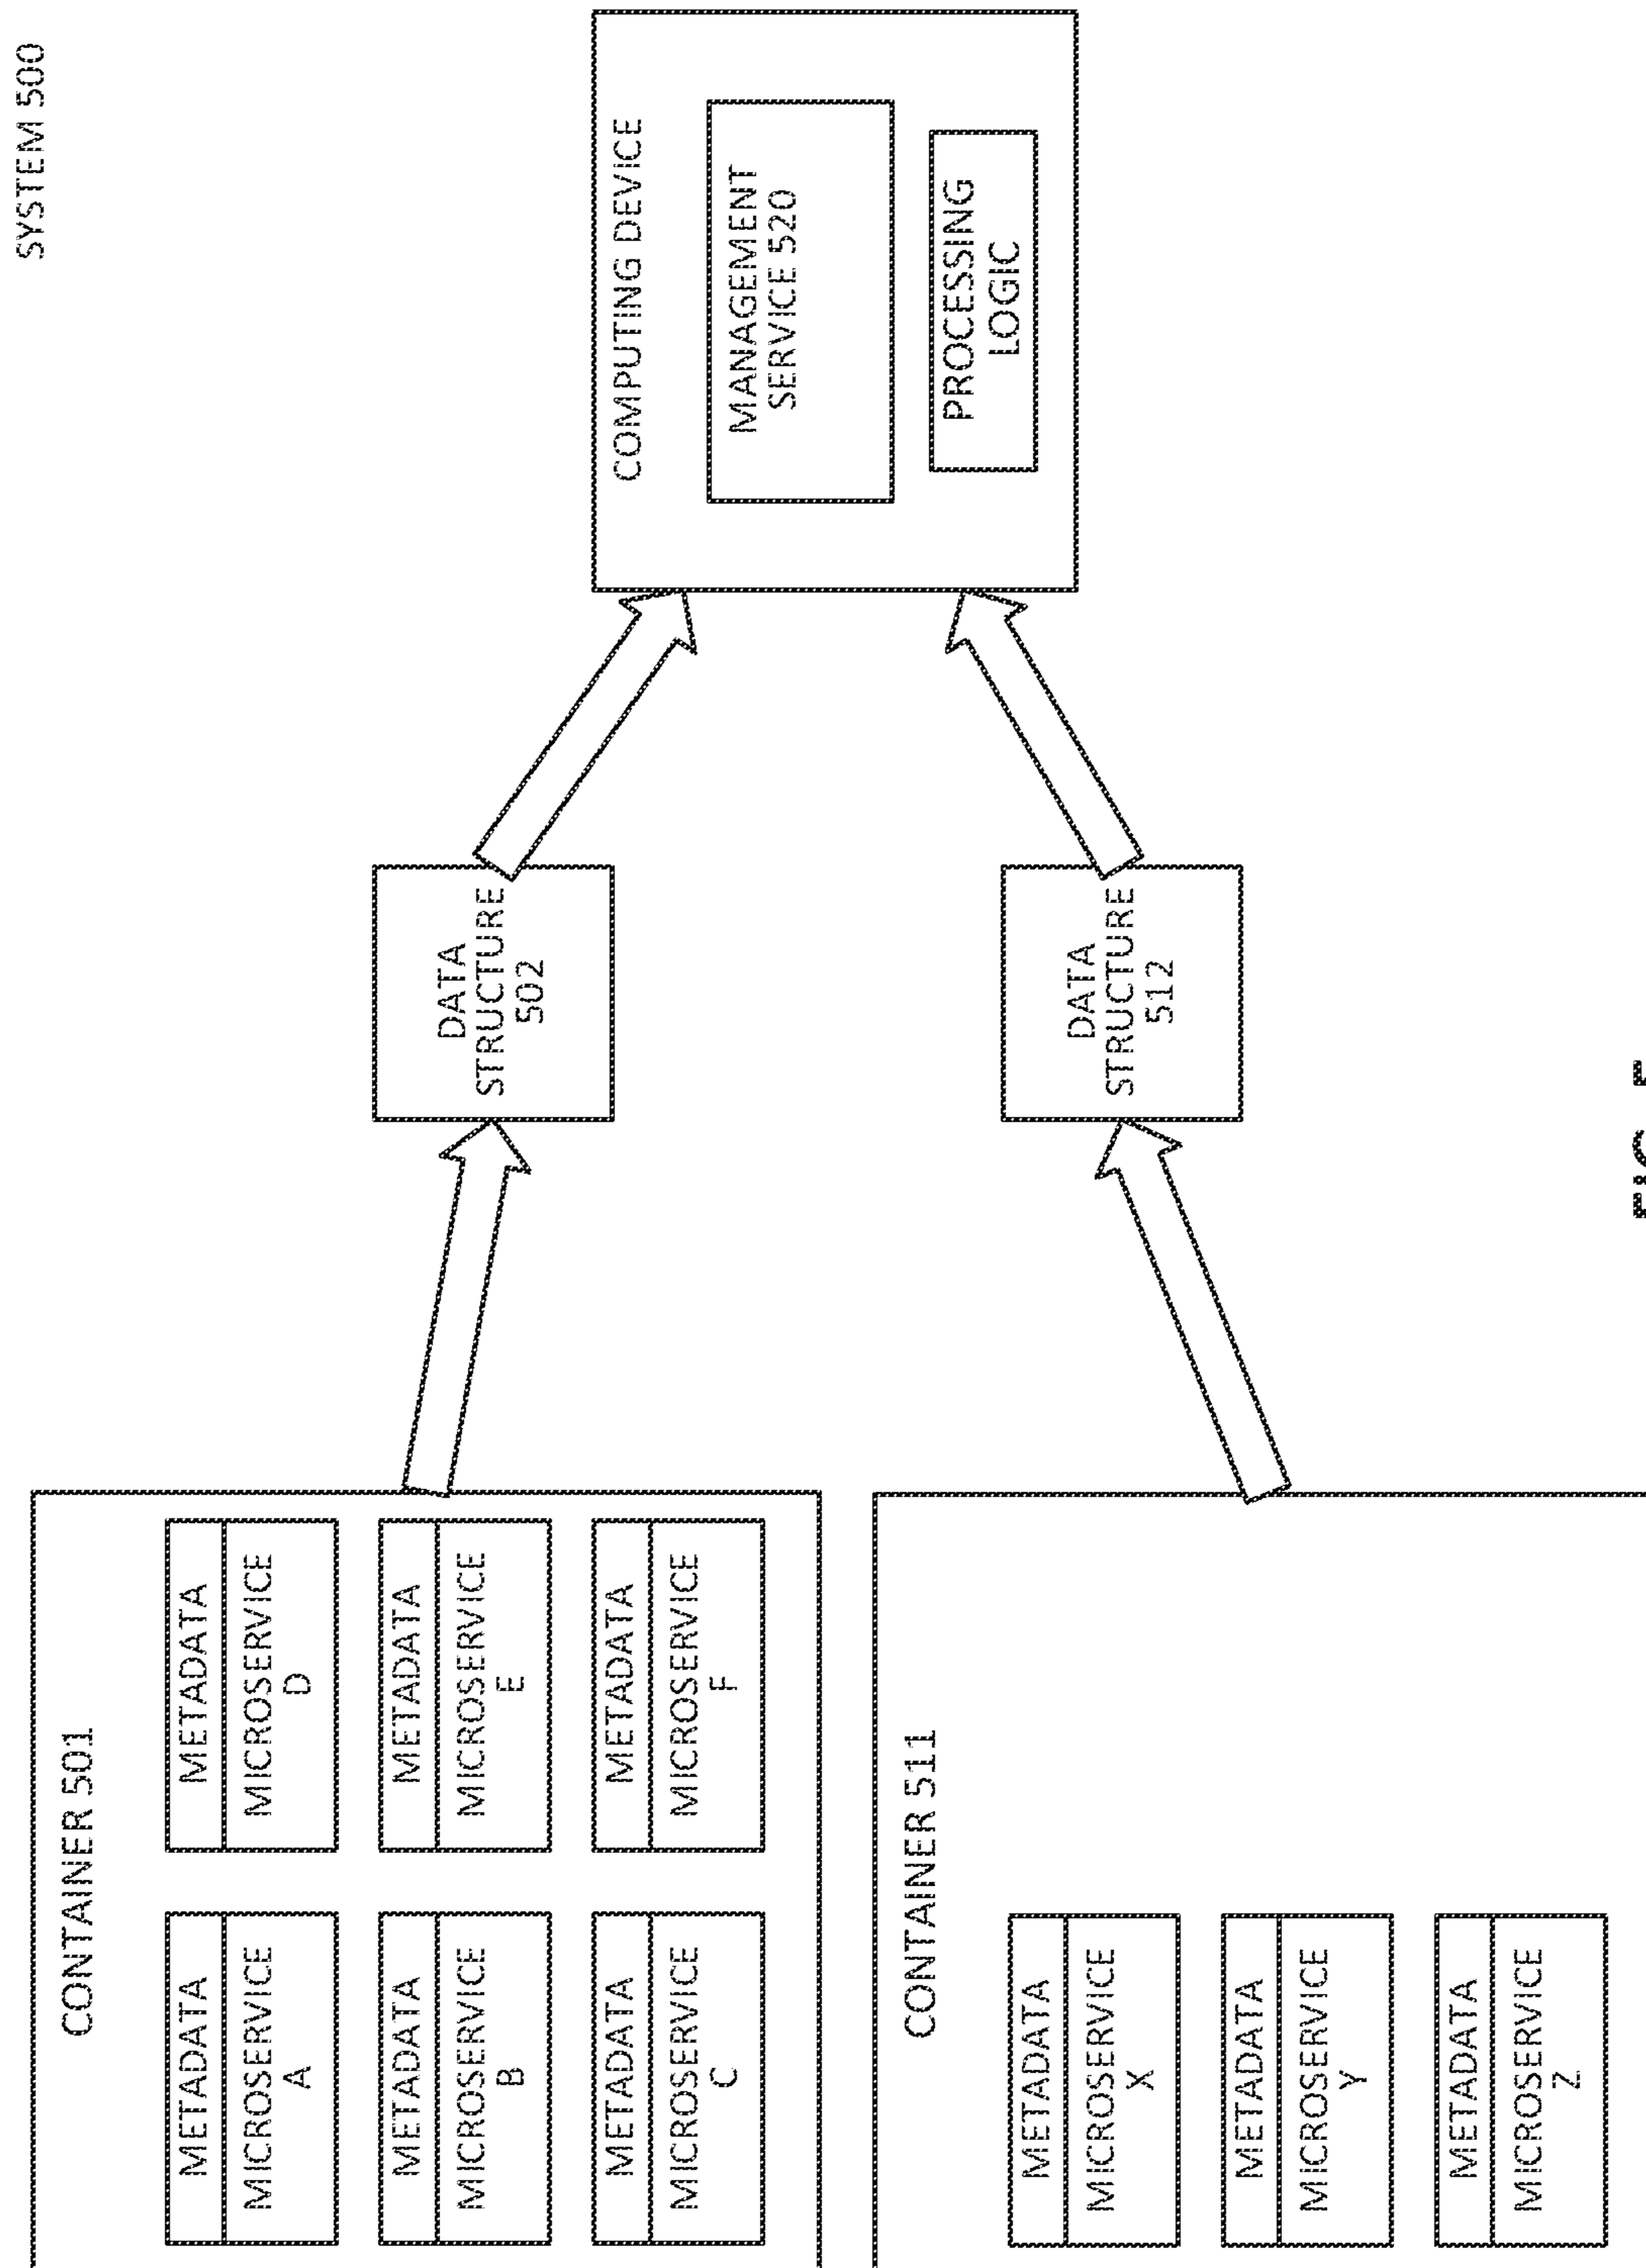 SYSTEM 500
CONTAINER 501
METADATA
MICROSERVICE
A
METADATA
MICROSERVICE
D
METADATA
MICROSERVICE
B
METADATA
MICROSERVICE
E
METADATA
MICROSERVICE
C
METADATA
MICROSERVICE
F
DATA
STRUCTURE
502
COMPUTING DEVICE
MANAGEMENT
SERVICE 520
PROCESSING
LOGIC
CONTAINER 511
METADATA
MICROSERVICE
X
METADATA
MICROSERVICE
Y
METADATA
MICROSERVICE
Z
DATA
STRUCTURE
512